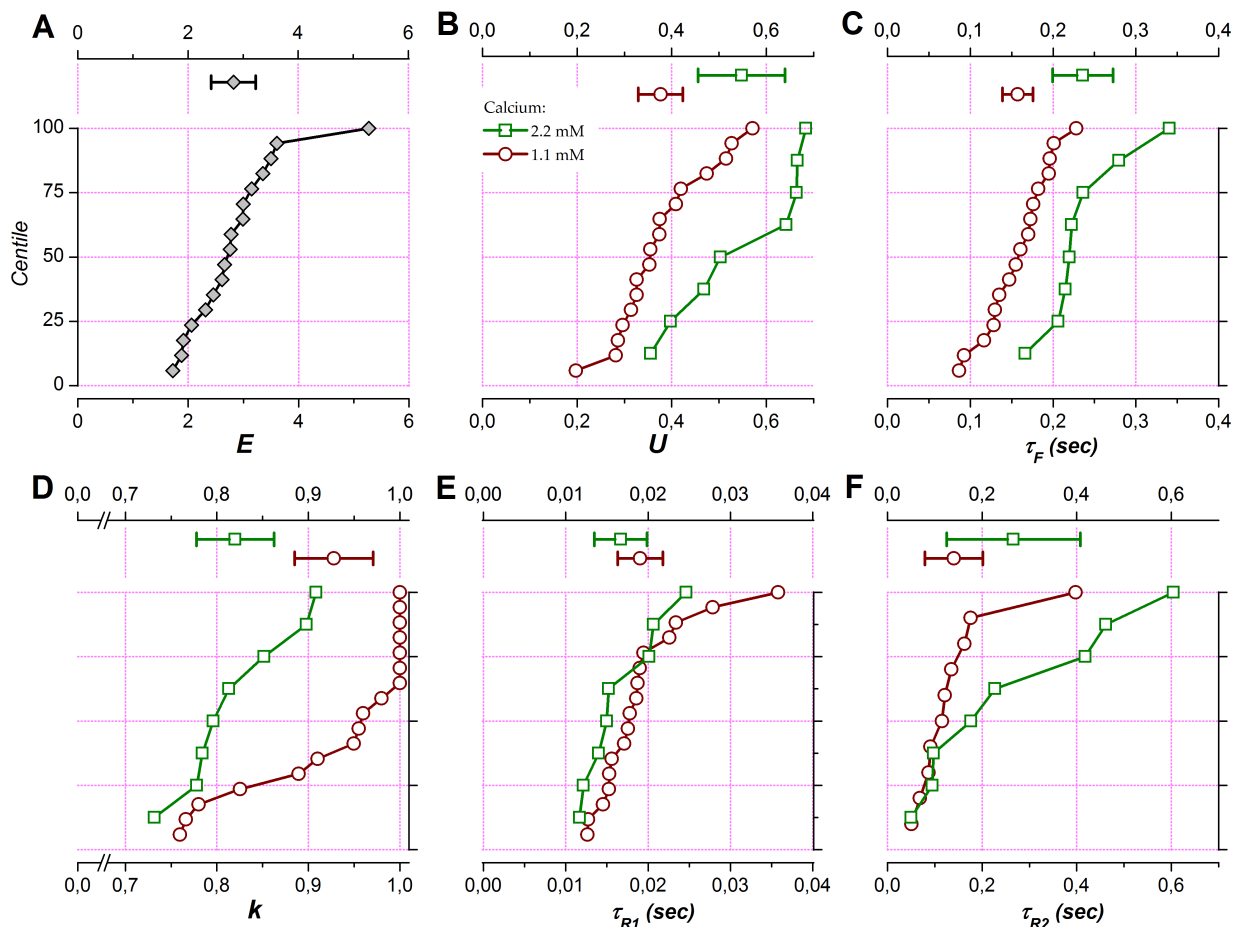 A
0 2 4 6
B
0,0 0,2 0,4 0,6
C
0,0 0,1 0,2 0,3 0,4
Calcium:
2.2 mM
1.1 mM
100
75
50
25
0
Centile
0 2 4 6
E
0,0 0,2 0,4 0,6
U
0,0 0,1 0,2 0,3 0,4
τF (sec)
D
0,0 0,7 0,8 0,9 1,0
E
0,00 0,01 0,02 0,03 0,04
F
0,0 0,2 0,4 0,6
0,0 0,7 0,8 0,9 1,0
k
0,00 0,01 0,02 0,03 0,04
τR1 (sec)
0,0 0,2 0,4 0,6
τR2 (sec)